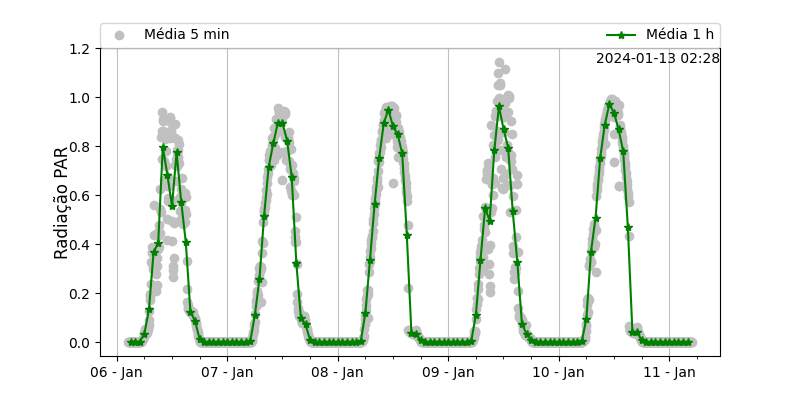 Média 5 min
Média 1 h
2024-01-13 02:28
Radiação PAR
1.2
1.0
0.8
0.6
0.4
0.2
0.0
06 - Jan
07 - Jan
08 - Jan
09 - Jan
10 - Jan
11 - Jan